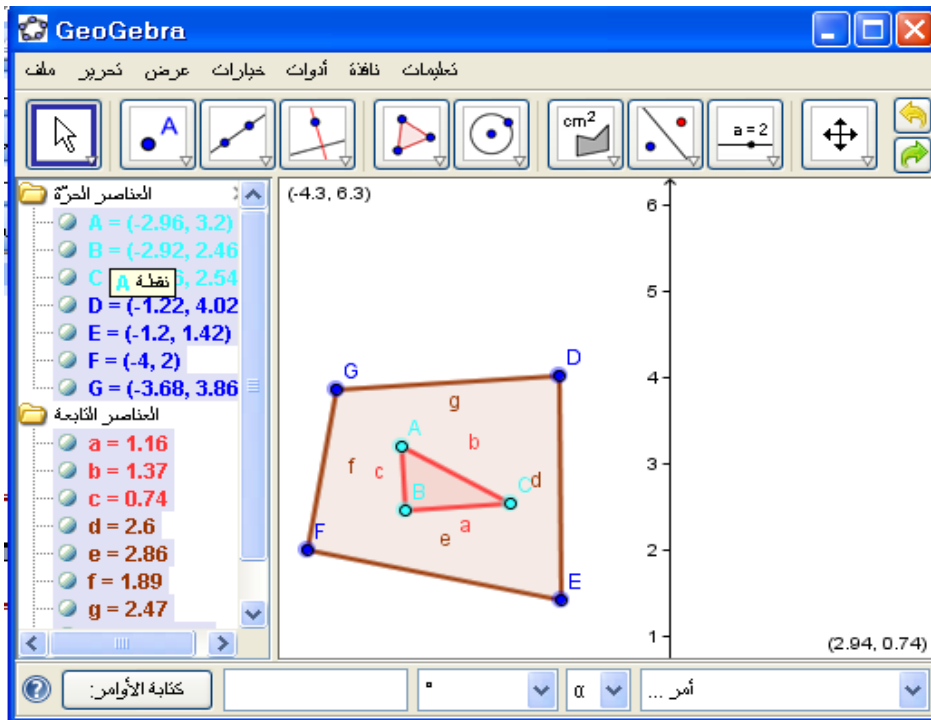 GeoGebra
ملف تحرير عرض خيارات أدوات نافذة تعليمات
A cm² a = 2
العناصر الحرّة
A = (-2.96, 3.2)
B = (-2.92, 2.46
C 6, 2.54
نقطة A
D = (-1.22, 4.02
E = (-1.2, 1.42)
F = (-4, 2)
G = (-3.68, 3.86
العناصر التابعة
a = 1.16
b = 1.37
c = 0.74
d = 2.6
e = 2.86
f = 1.89
g = 2.47
(-4.3, 6.3)
6
5
4
3
2
1
G
D
g
A
b
f
c
C
d
B
a
e
F
E
(2.94, 0.74)
كتابة الأوامر:
° α أمر ...